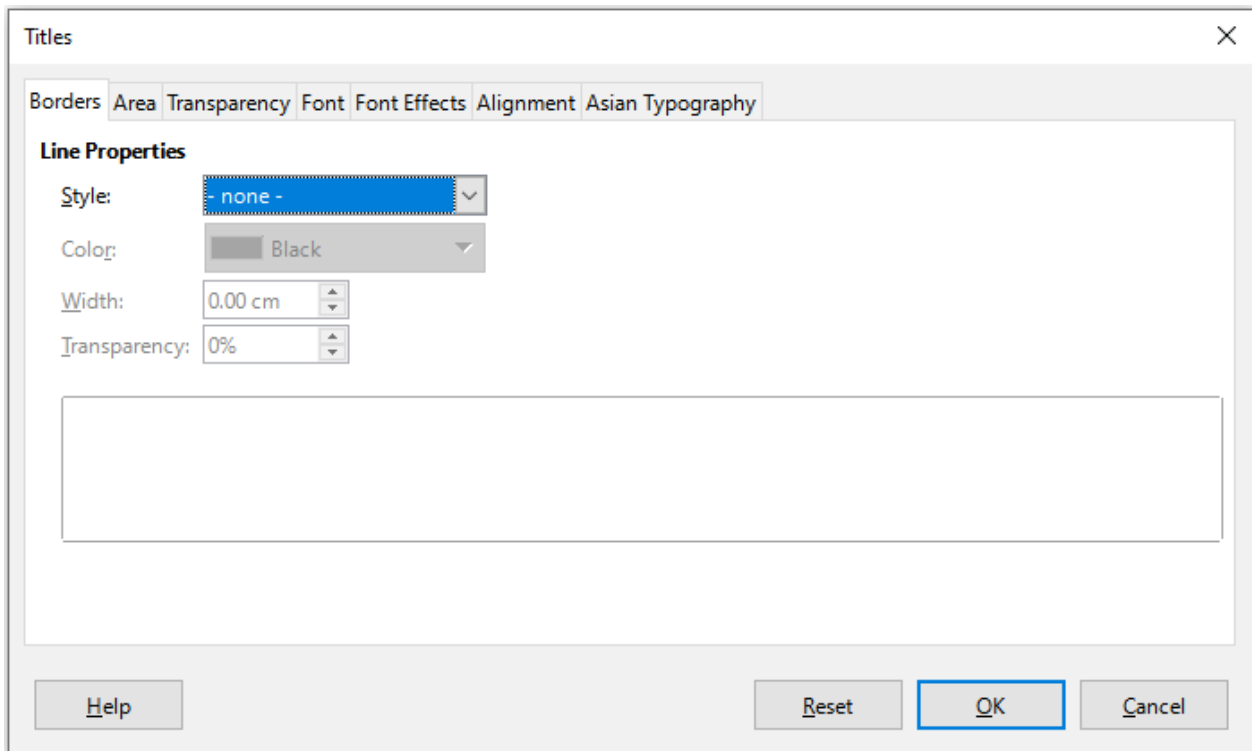 Titles
Borders Area Transparency Font Font Effects Alignment Asian Typography
Line Properties
Style: - none -
Color: Black
Width: 0.00 cm
Transparency: 0%
Help Reset OK Cancel